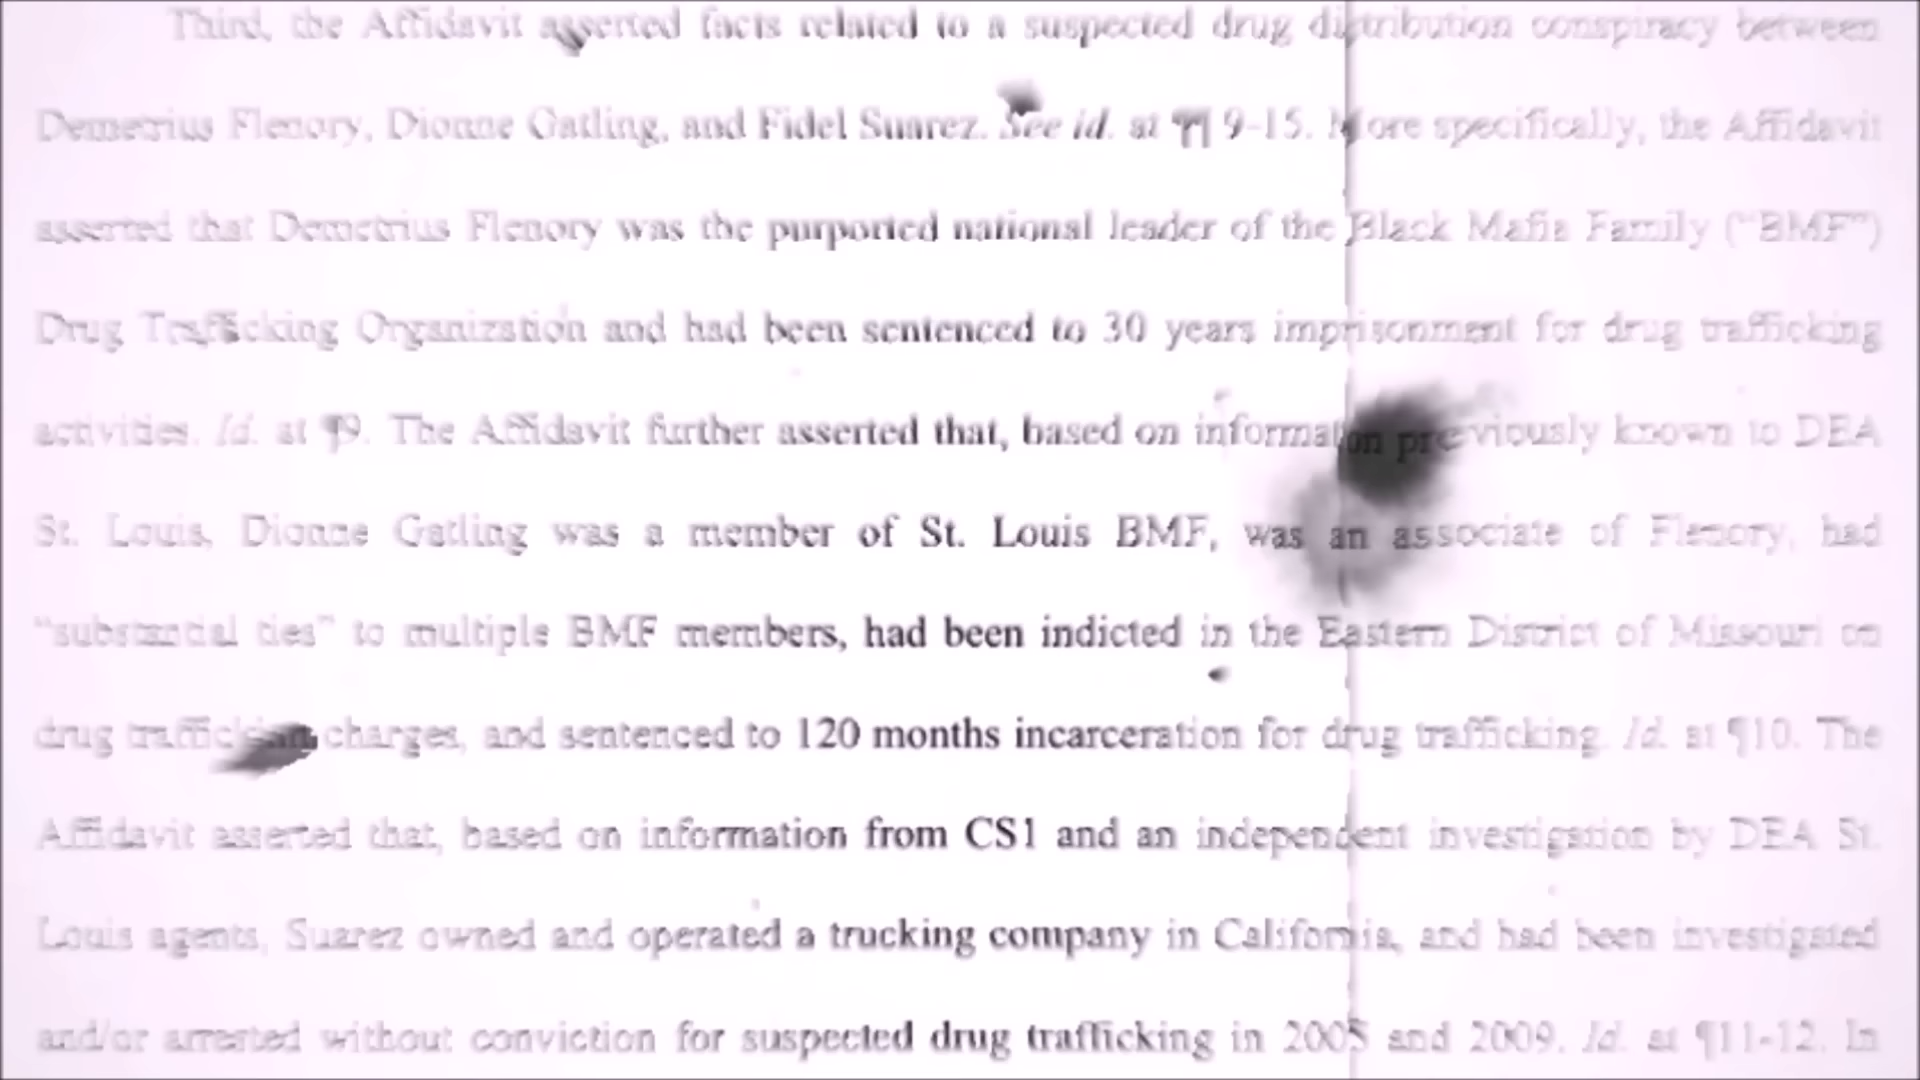 Third, the Affidavit asserted facts related to a suspected drug distribution conspiracy between
Demetrius Flenory, Dionne Gatling, and Fidel Suarez. See id. at ¶¶ 9-15. More specifically, the Affidavit
asserted that Demetrius Flenory was the purported national leader of the Black Mafia Family (“BMF”)
Drug Trafficking Organization and had been sentenced to 30 years imprisonment for drug trafficking
activities. Id. at ¶9. The Affidavit further asserted that, based on information previously known to DEA
St. Louis, Dionne Gatling was a member of St. Louis BMF, was an associate of Flenory, had
“substantial ties” to multiple BMF members, had been indicted in the Eastern District of Missouri on
drug trafficking charges, and sentenced to 120 months incarceration for drug trafficking. Id. at ¶10. The
Affidavit asserted that, based on information from CS1 and an independent investigation by DEA St.
Louis agents, Suarez owned and operated a trucking company in California, and had been investigated
and/or arrested without conviction for suspected drug trafficking in 2005 and 2009. Id. at ¶11-12. In